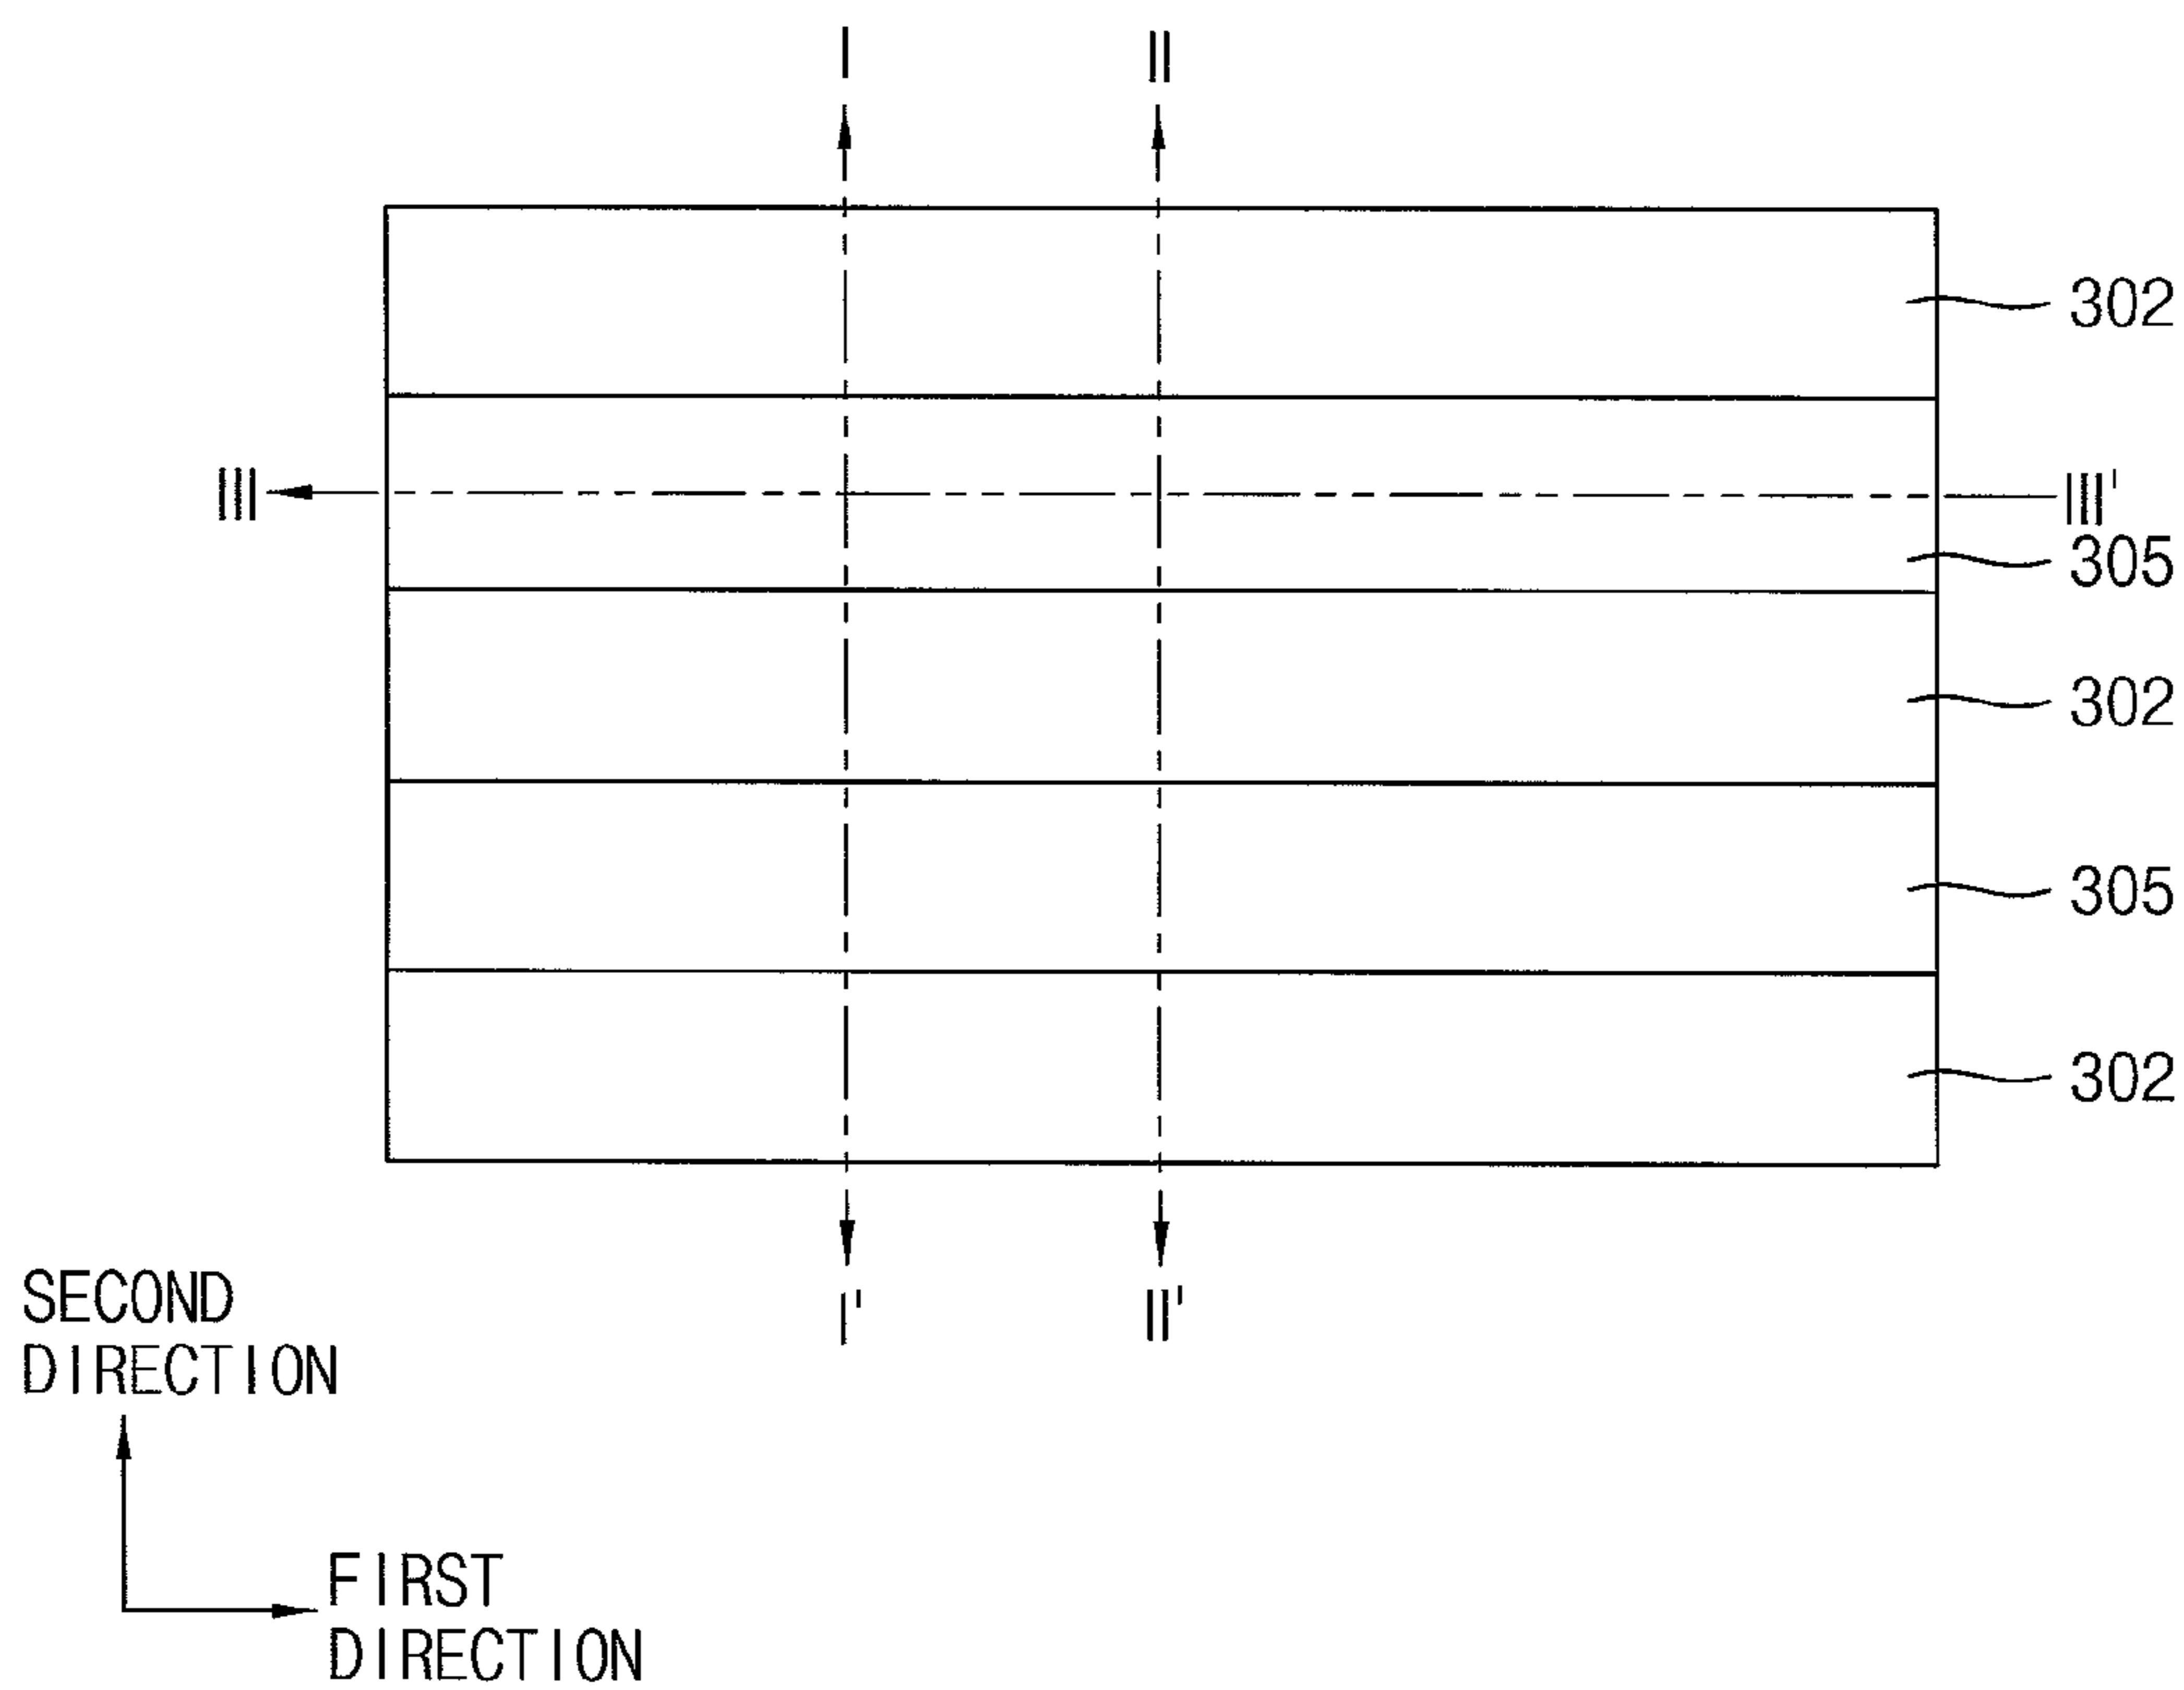 I
II
302
III
III'
305
302
305
302
I'
II'
SECOND
DIRECTION
FIRST
DIRECTION